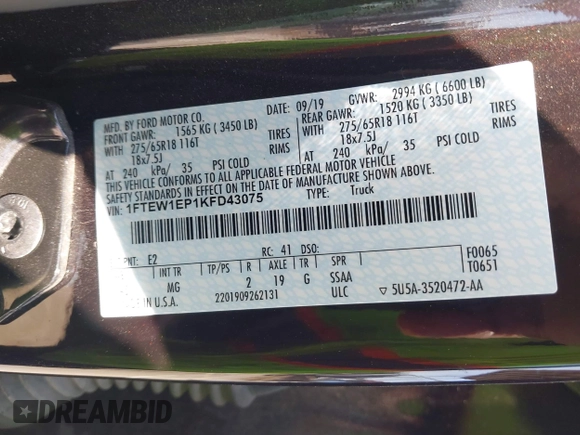 MFD. BY FORD MOTOR CO.
DATE: 09/19 GVWR: 2994 KG ( 6600 LB)
FRONT GAWR: 1565 KG ( 3450 LB)
REAR GAWR: 1520 KG ( 3350 LB)
WITH 275/65R18 116T TIRES
WITH 275/65R18 116T TIRES
18x7.5J RIMS
18x7.5J RIMS
AT 240 kPa/ 35 PSI COLD
AT 240 kPa/ 35 PSI COLD
THIS VEHICLE CONFORMS TO ALL APPLICABLE FEDERAL MOTOR VEHICLE
SAFETY STANDARDS IN EFFECT ON THE DATE OF MANUFACTURE SHOWN ABOVE.
VIN: 1FTEW1EP1KFD43075 TYPE: Truck
PNT: E2 RC: 41 DSO: F0065
INT TR TP/PS R AXLE TR SPR T0651
MG 2 19 G SSAA
IN U.S.A. 2201909262131 ULC ▽ 5U5A-3520472-AA
DREAMBID